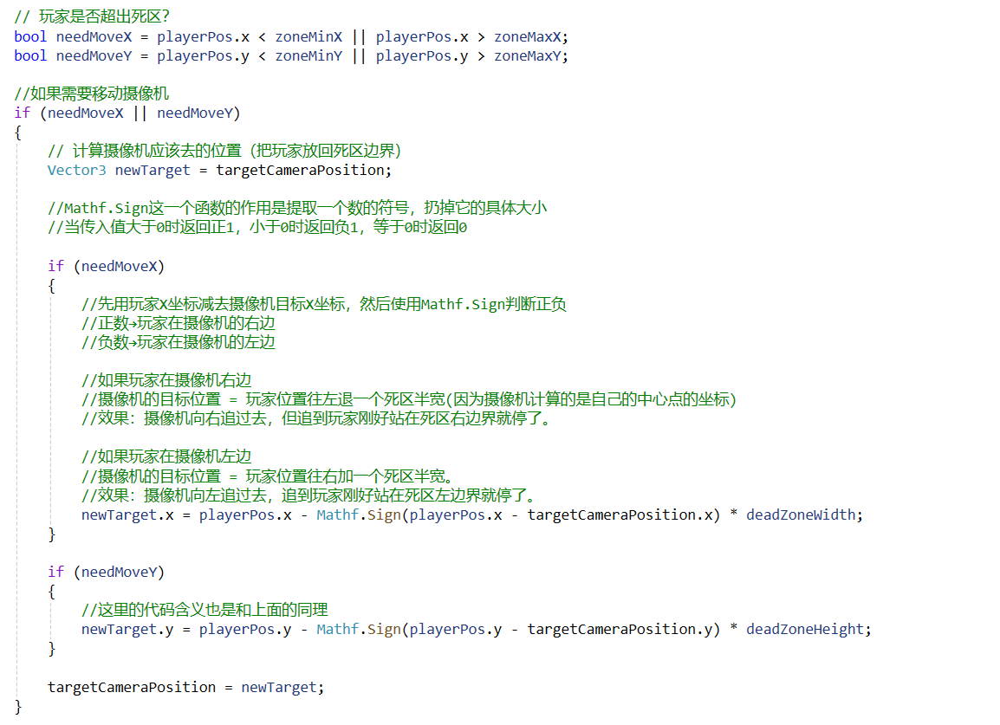 // 玩家是否超出死区?
bool needMoveX = playerPos.x < zoneMinX || playerPos.x > zoneMaxX;
bool needMoveY = playerPos.y < zoneMinY || playerPos.y > zoneMaxY;
//如果需要移动摄像机
if (needMoveX || needMoveY)
{
// 计算摄像机应该去的位置（把玩家放回死区边界）
Vector3 newTarget = targetCameraPosition;
//Mathf.Sign这一个函数的作用是提取一个数的符号，扔掉它的具体大小
//当传入值大于0时返回正1，小于0时返回负1，等于0时返回0
if (needMoveX)
{
//先用玩家X坐标减去摄像机目标X坐标，然后使用Mathf.Sign判断正负
//正数→玩家在摄像机的右边
//负数→玩家在摄像机的左边
//如果玩家在摄像机右边
//摄像机的目标位置 = 玩家位置往左退一个死区半宽(因为摄像机计算的是自己的中心点的坐标)
//效果：摄像机向右追过去，但追到玩家刚好站在死区右边界就停了。
//如果玩家在摄像机左边
//摄像机的目标位置 = 玩家位置往右加一个死区半宽。
//效果：摄像机向左追过去，追到玩家刚好站在死区左边界就停了。
newTarget.x = playerPos.x - Mathf.Sign(playerPos.x - targetCameraPosition.x) * deadZoneWidth;
}
if (needMoveY)
{
//这里的代码含义也是和上面的同理
newTarget.y = playerPos.y - Mathf.Sign(playerPos.y - targetCameraPosition.y) * deadZoneHeight;
}
targetCameraPosition = newTarget;
}